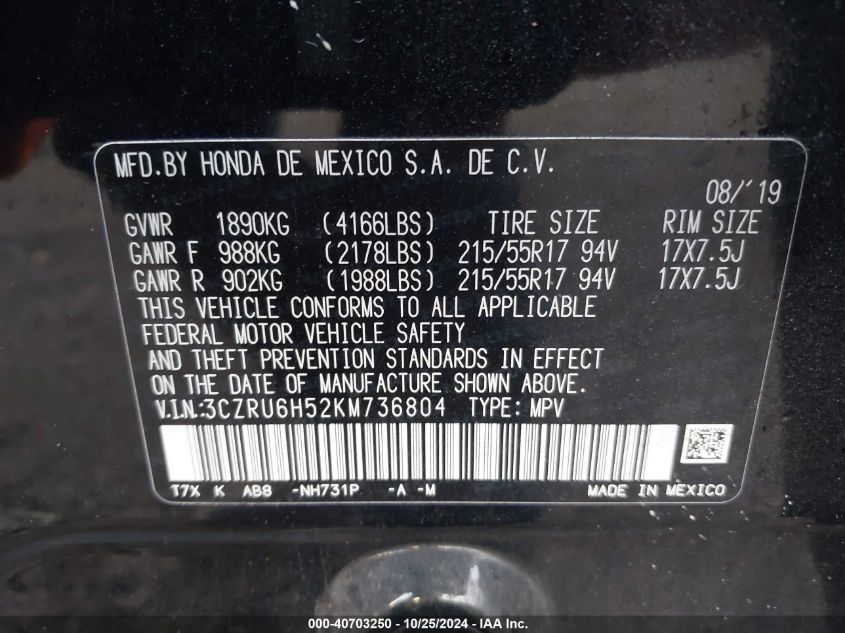 MFD.BY HONDA DE MEXICO S.A. DE C.V.
08/'19
GVWR 1890KG (4166LBS) TIRE SIZE RIM SIZE
GAWR F 988KG (2178LBS) 215/55R17 94V 17X7.5J
GAWR R 902KG (1988LBS) 215/55R17 94V 17X7.5J
THIS VEHICLE CONFORMS TO ALL APPLICABLE
FEDERAL MOTOR VEHICLE SAFETY
AND THEFT PREVENTION STANDARDS IN EFFECT
ON THE DATE OF MANUFACTURE SHOWN ABOVE.
V.I.N.:3CZRU6H52KM736804 TYPE: MPV
T7X K AB8 -NH731P -A -M MADE IN MEXICO
000-40703250 - 10/25/2024 - IAA Inc.